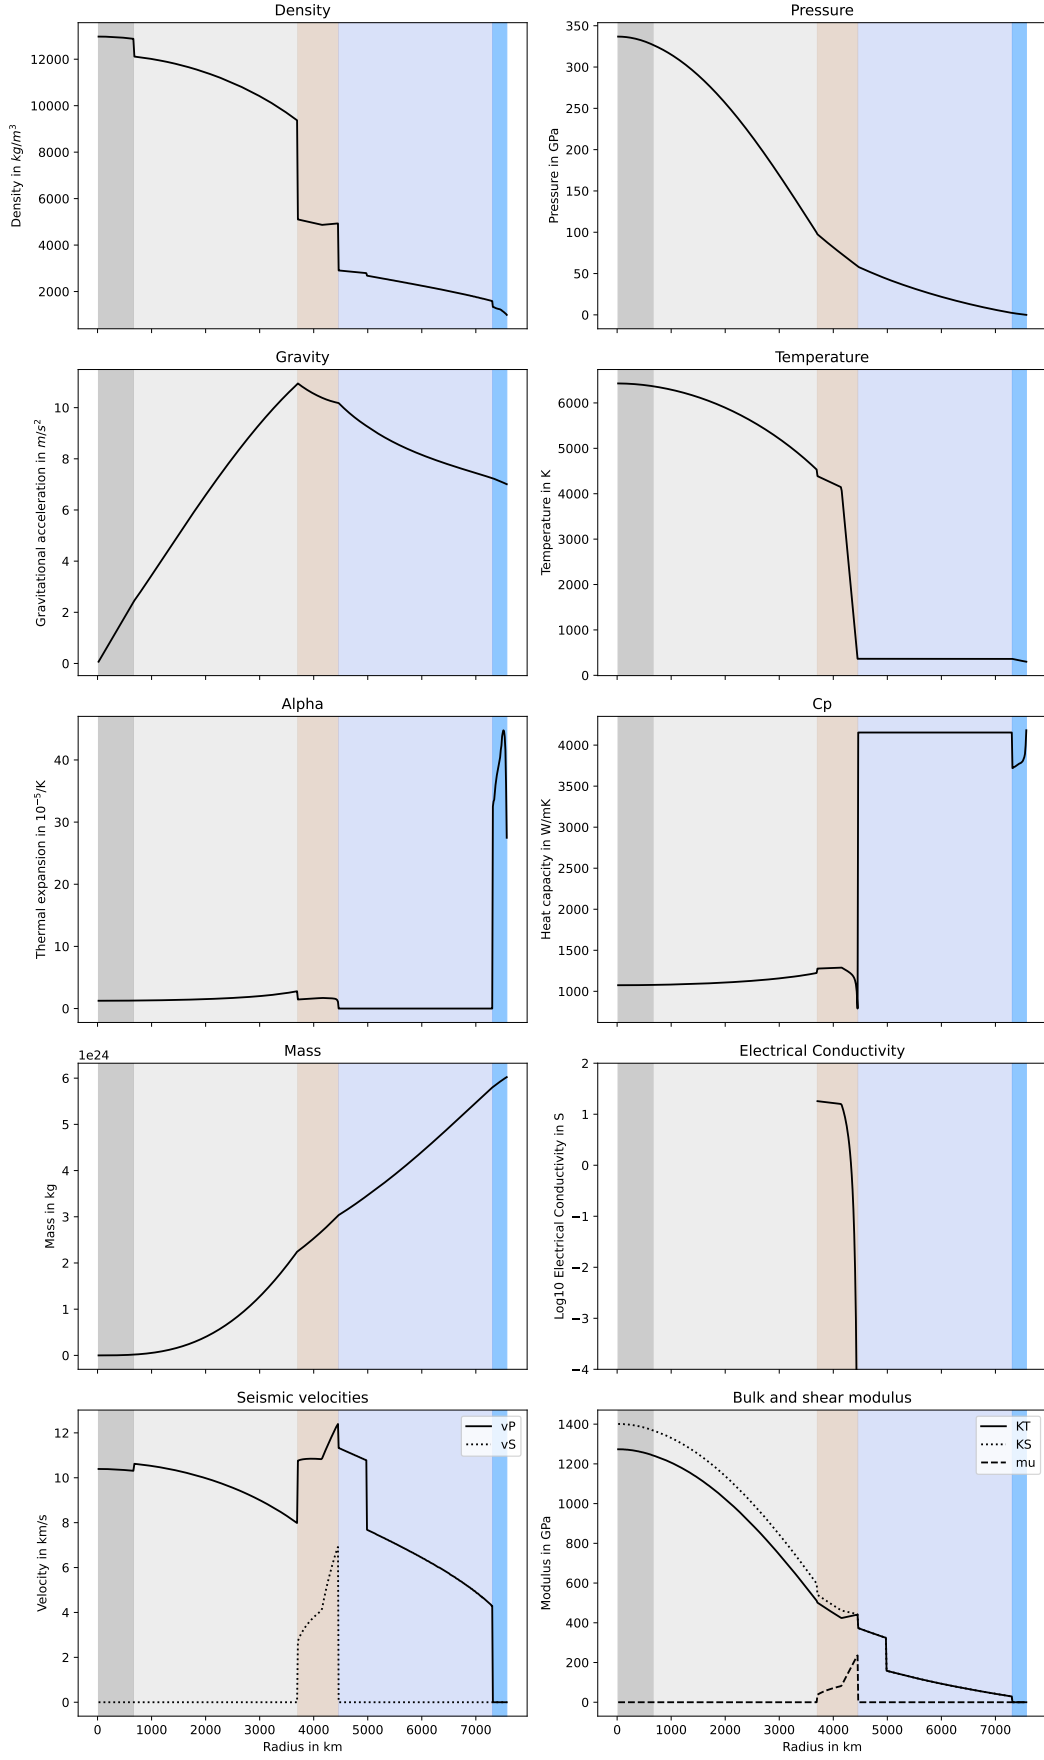 Density
Density in kg/m³
12000
10000
8000
6000
4000
2000
Pressure
Pressure in GPa
350
300
250
200
150
100
50
0
Gravity
Gravitational acceleration in m/s²
10
8
6
4
2
0
Temperature
Temperature in K
6000
5000
4000
3000
2000
1000
0
Alpha
Thermal expansion in 10⁻⁵/K
40
30
20
10
0
Cp
Heat capacity in W/mK
4000
3500
3000
2500
2000
1500
1000
Mass
1e24
Mass in kg
6
5
4
3
2
1
0
Electrical Conductivity
Log10 Electrical Conductivity in S
2
1
0
−1
−2
−3
−4
Seismic velocities
vP
vS
Velocity in km/s
12
10
8
6
4
2
0
0 1000 2000 3000 4000 5000 6000 7000
Radius in km
Bulk and shear modulus
KT
KS
mu
Modulus in GPa
1400
1200
1000
800
600
400
200
0
0 1000 2000 3000 4000 5000 6000 7000
Radius in km